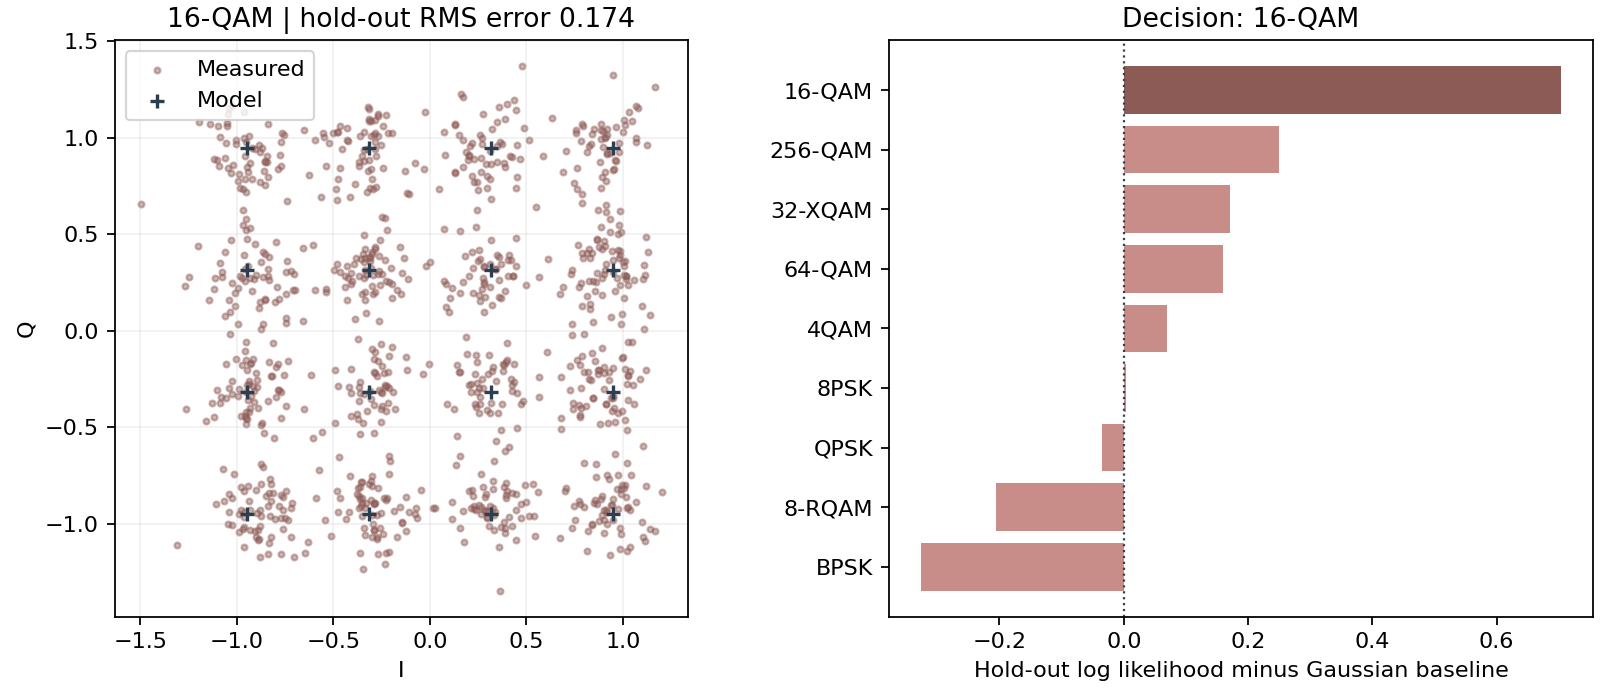 16-QAM | hold-out RMS error 0.174
Measured
Model
1.5
1.0
0.5
0.0
−0.5
−1.0
Q
−1.5
−1.0
−0.5
0.0
0.5
1.0
I
Decision: 16-QAM
16-QAM
256-QAM
32-XQAM
64-QAM
4QAM
8PSK
QPSK
8-RQAM
BPSK
−0.2
0.0
0.2
0.4
0.6
Hold-out log likelihood minus Gaussian baseline